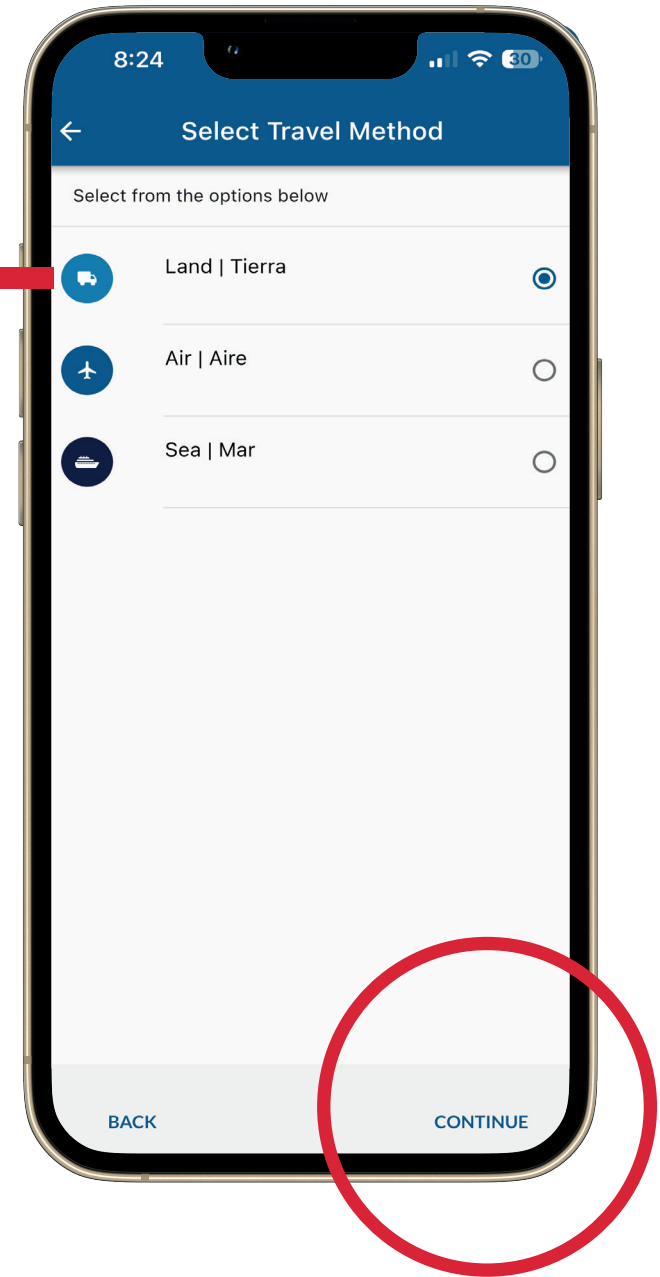 8:24
30
Select Travel Method
Select from the options below
Land | Tierra
Air | Aire
Sea | Mar
BACK
CONTINUE